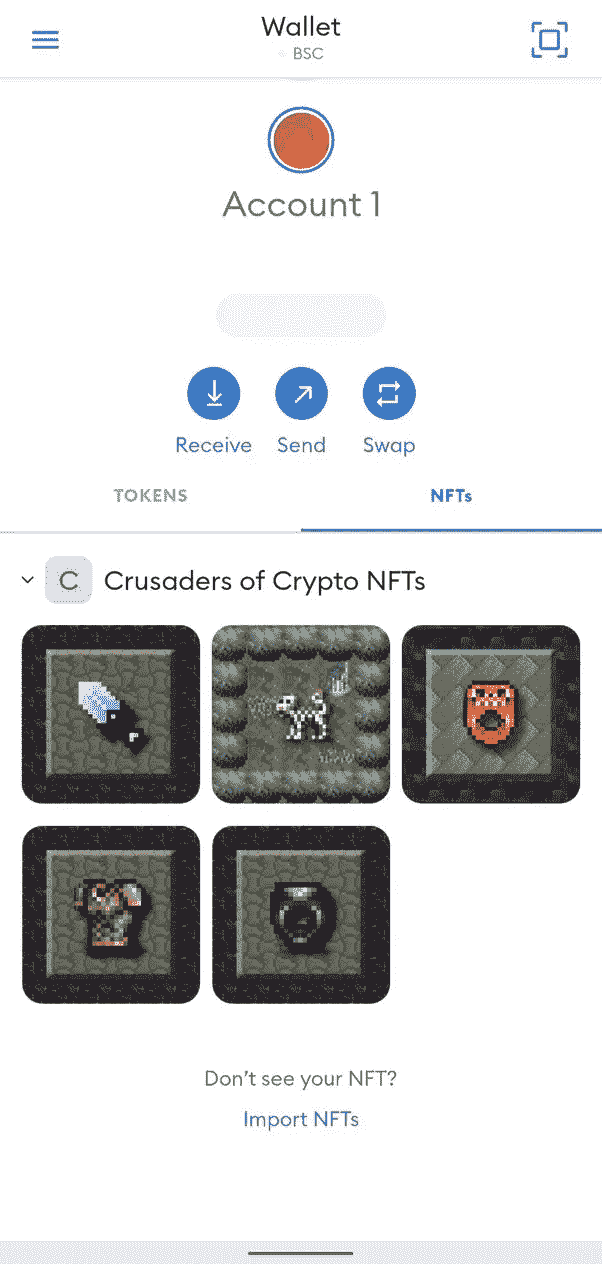 Wallet
BSC
Account 1
Receive Send Swap
TOKENS NFTs
C Crusaders of Crypto NFTs
Don't see your NFT?
Import NFTs